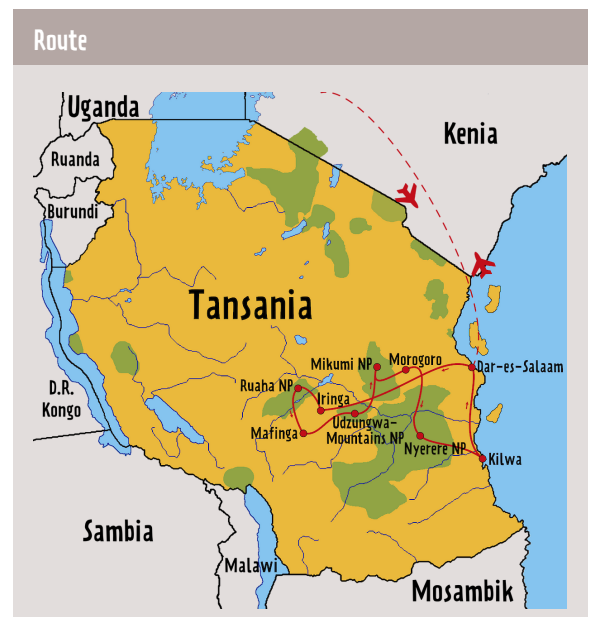 Route
Uganda
Kenia
Ruanda
Burundi
Tansania
Mikumi NP
Morogoro
Dar-es-Salaam
Ruaha NP
D.R.
Kongo
Iringa
Mafinga
Udzungwa-
Mountains NP
Nyerere NP
Kilwa
Sambia
Malawi
Mosambik